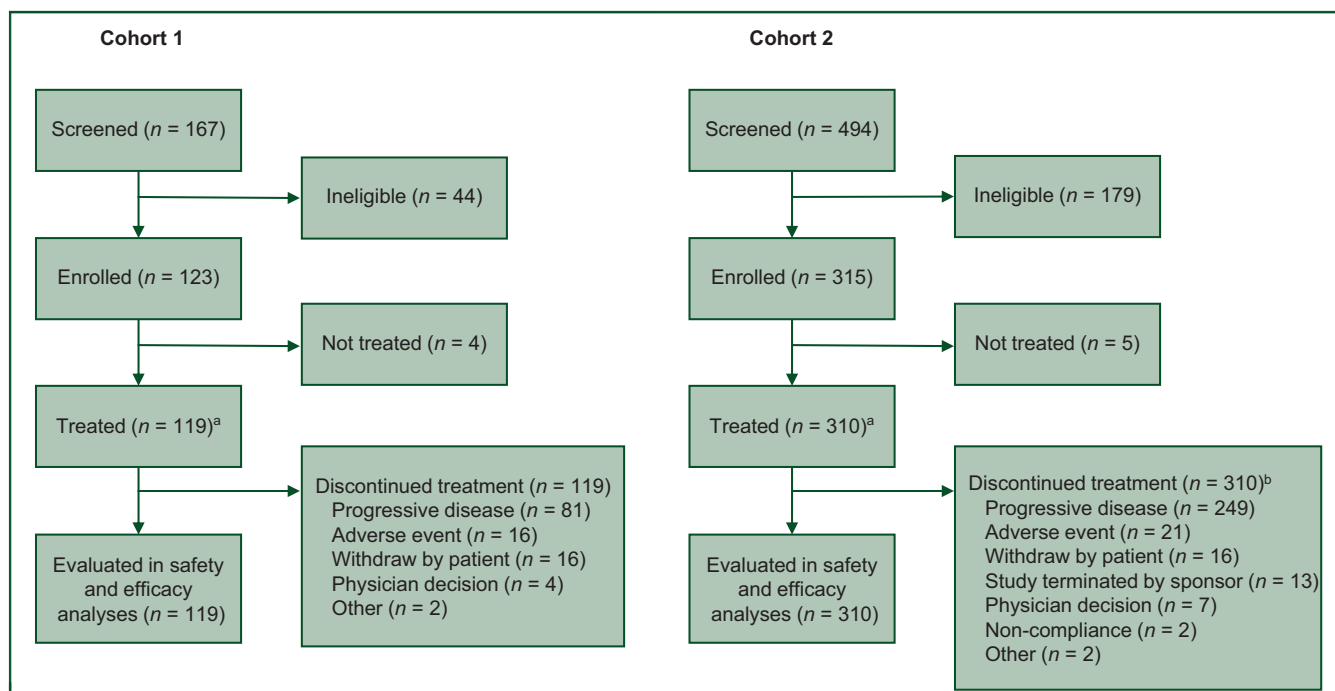 Cohort 1
Screened (n = 167)
Ineligible (n = 44)
Enrolled (n = 123)
Not treated (n = 4)
Treated (n = 119)a
Discontinued treatment (n = 119)
Progressive disease (n = 81)
Adverse event (n = 16)
Withdraw by patient (n = 16)
Physician decision (n = 4)
Other (n = 2)
Evaluated in safety
and efficacy
analyses (n = 119)
Cohort 2
Screened (n = 494)
Ineligible (n = 179)
Enrolled (n = 315)
Not treated (n = 5)
Treated (n = 310)a
Discontinued treatment (n = 310)b
Progressive disease (n = 249)
Adverse event (n = 21)
Withdraw by patient (n = 16)
Study terminated by sponsor (n = 13)
Physician decision (n = 7)
Non-compliance (n = 2)
Other (n = 2)
Evaluated in safety
and efficacy
analyses (n = 310)